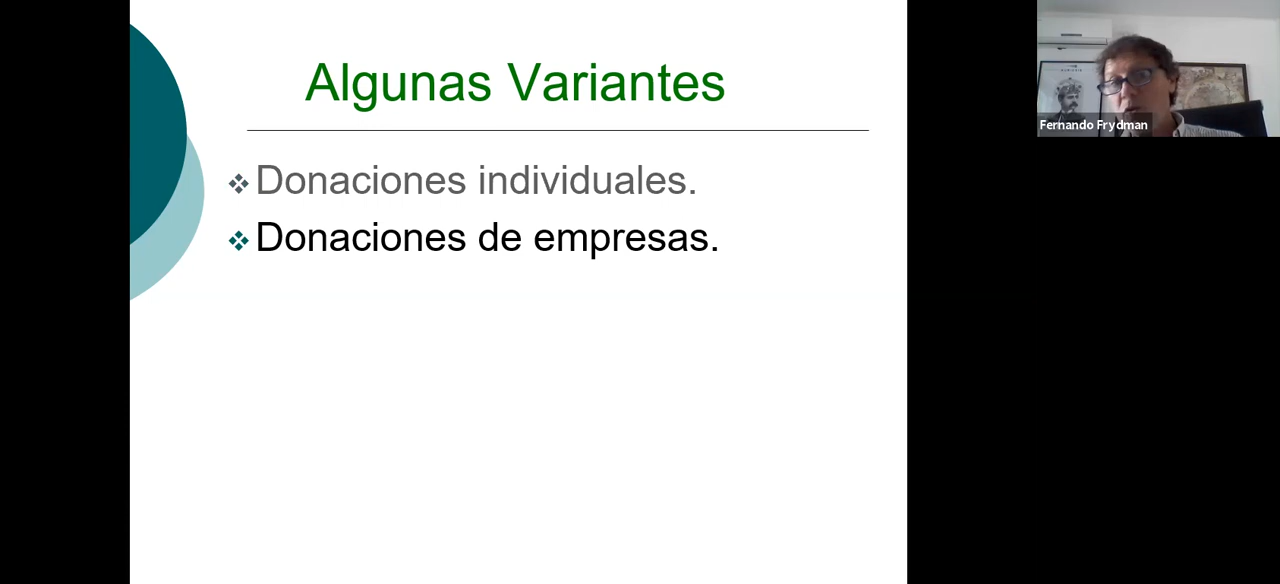 Algunas Variantes
Donaciones individuales.
Donaciones de empresas.
Fernando Frydman